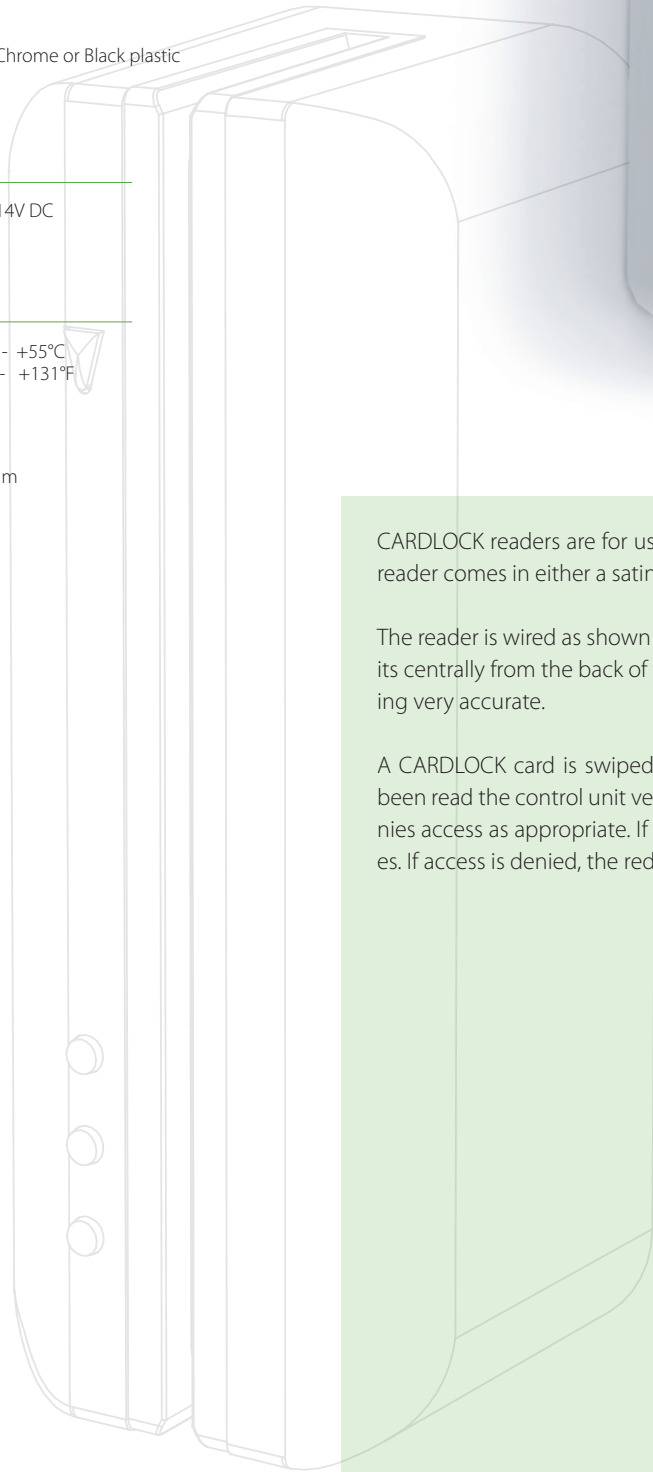 Chrome or Black plastic
14V DC
- +55°C
- +131°F
m
CARDLOCK readers are for us
reader comes in either a satin
The reader is wired as shown
its centrally from the back of
ing very accurate.
A CARDLOCK card is swiped
been read the control unit ve
nies access as appropriate. If
es. If access is denied, the red